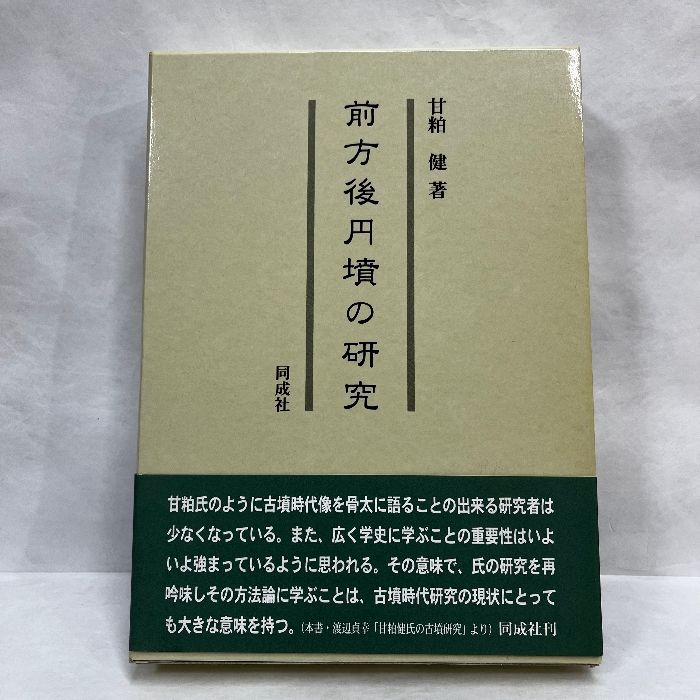 甘粕 健 著
前方後円墳の研究
同成社
甘粕氏のように古墳時代像を骨太に語ることの出来る研究者は
少なくなっている。また、広く学史に学ぶことの重要性はいよ
いよ強まっているように思われる。その意味で、氏の研究を再
吟味しその方法論に学ぶことは、古墳時代研究の現状にとって
も大きな意味を持つ。(本書・渡辺貞幸「甘粕健氏の古墳研究」より) 同成社刊